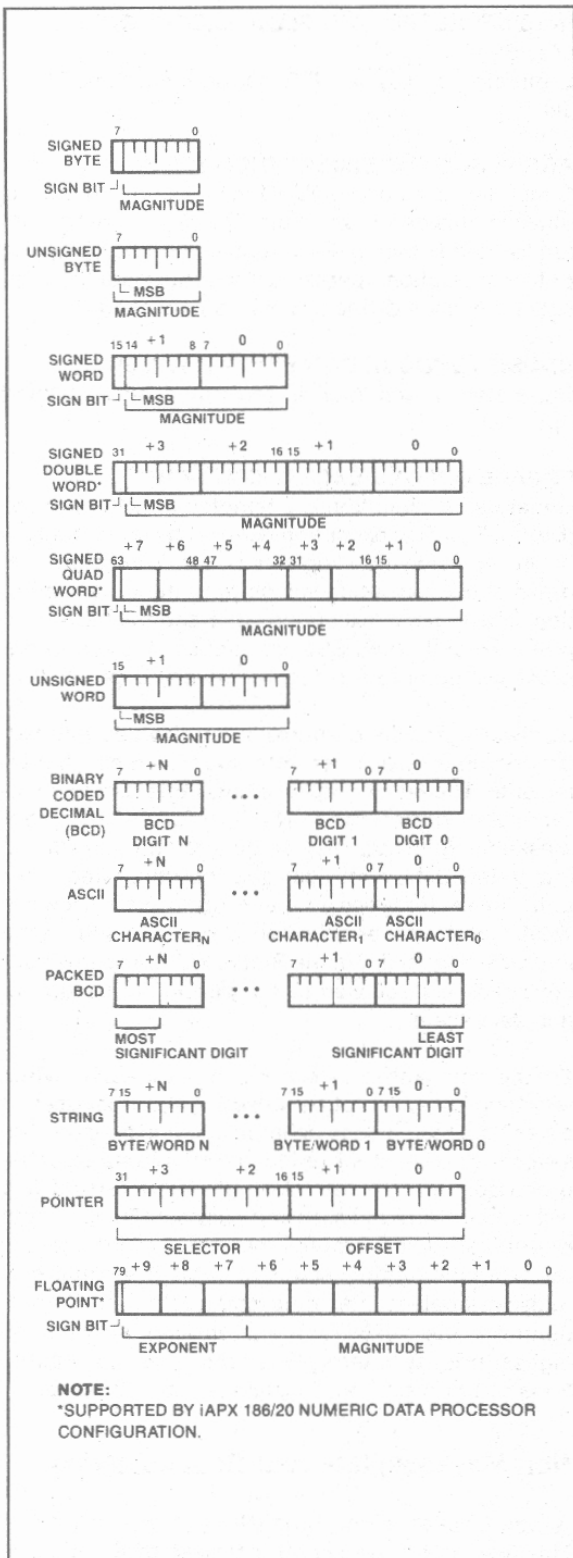 7 0
SIGNED
BYTE
SIGN BIT
MAGNITUDE
7 0
UNSIGNED
BYTE
MSB
MAGNITUDE
15 14 +1 8 7 0 0
SIGNED
WORD
SIGN BIT MSB
MAGNITUDE
SIGNED
DOUBLE
WORD*
31 +3 +2 16 15 +1 0 0
SIGN BIT MSB
MAGNITUDE
SIGNED
QUAD
WORD*
+7 +6 +5 +4 +3 +2 +1 0
63 48 47 32 31 16 15 0
SIGN BIT MSB
MAGNITUDE
15 +1 0 0
UNSIGNED
WORD
MSB
MAGNITUDE
BINARY
CODED
DECIMAL
(BCD)
7 +N 0 • • • 7 +1 0 7 0 0
BCD BCD BCD
DIGIT N DIGIT 1 DIGIT 0
7 +N 0 • • • 7 +1 0 7 0 0
ASCII
ASCII ASCII ASCII
CHARACTERN CHARACTER1 CHARACTER0
7 +N 0 • • • 7 +1 0 7 0 0
PACKED
BCD
MOST LEAST
SIGNIFICANT DIGIT SIGNIFICANT DIGIT
7 15 +N 0 • • • 7 15 +1 0 7 15 0 0
STRING
BYTE/WORD N BYTE/WORD 1 BYTE/WORD 0
31 +3 +2 16 15 +1 0 0
POINTER
SELECTOR OFFSET
79 +9 +8 +7 +6 +5 +4 +3 +2 +1 0 0
FLOATING
POINT*
SIGN BIT
EXPONENT MAGNITUDE
NOTE:
*SUPPORTED BY iAPX 186/20 NUMERIC DATA PROCESSOR
CONFIGURATION.